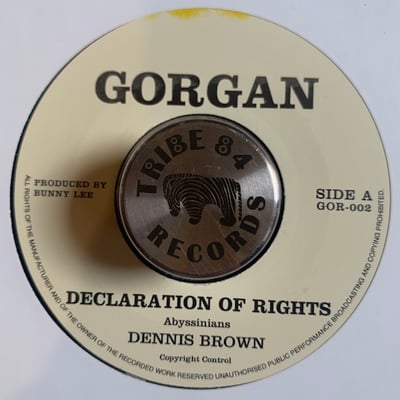 GORGAN
TRIBE 84
RECORDS
PRODUCED BY
BUNNY LEE
SIDE A
GOR-002
DECLARATION OF RIGHTS
Abyssinians
DENNIS BROWN
Copyright Control
ALL RIGHTS OF THE MANUFACTURER AND OF THE OWNER OF THE RECORDED WORK RESERVED UNAUTHORISED PUBLIC PERFORMANCE BROADCASTING AND COPYING PROHIBITED.